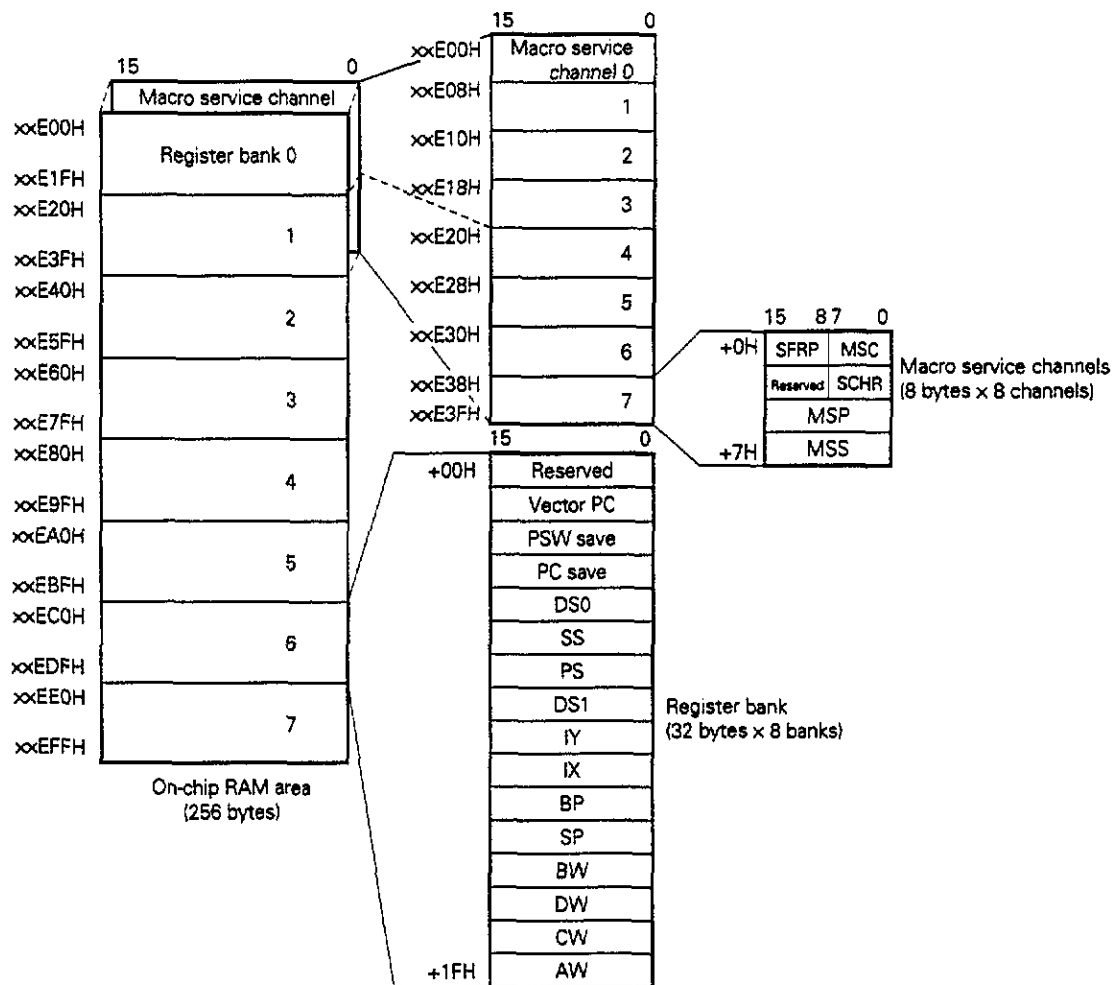 15 0
Macro service channel
xxE00H
Register bank 0
xxE1FH
xxE20H
1
xxE3FH
xxE40H
2
xxE5FH
xxE60H
3
xxE7FH
xxE80H
4
xxE9FH
xxEA0H
5
xxEBFH
xxEC0H
6
xxEDFH
xxEE0H
7
xxEFFH
On-chip RAM area
(256 bytes)
15 0
xxE00H
Macro service
channel 0
xxE08H
1
xxE10H
2
xxE18H
3
xxE20H
4
xxE28H
5
xxE30H
6
xxE38H
7
xxE3FH
15 8 7 0
+0H
SFRP MSC
Reserved SCHR
MSP
MSS
+7H
Macro service channels
(8 bytes × 8 channels)
15 0
+00H
Reserved
Vector PC
PSW save
PC save
DS0
SS
PS
DS1
IY
IX
BP
SP
BW
DW
CW
AW
+1FH
Register bank
(32 bytes × 8 banks)